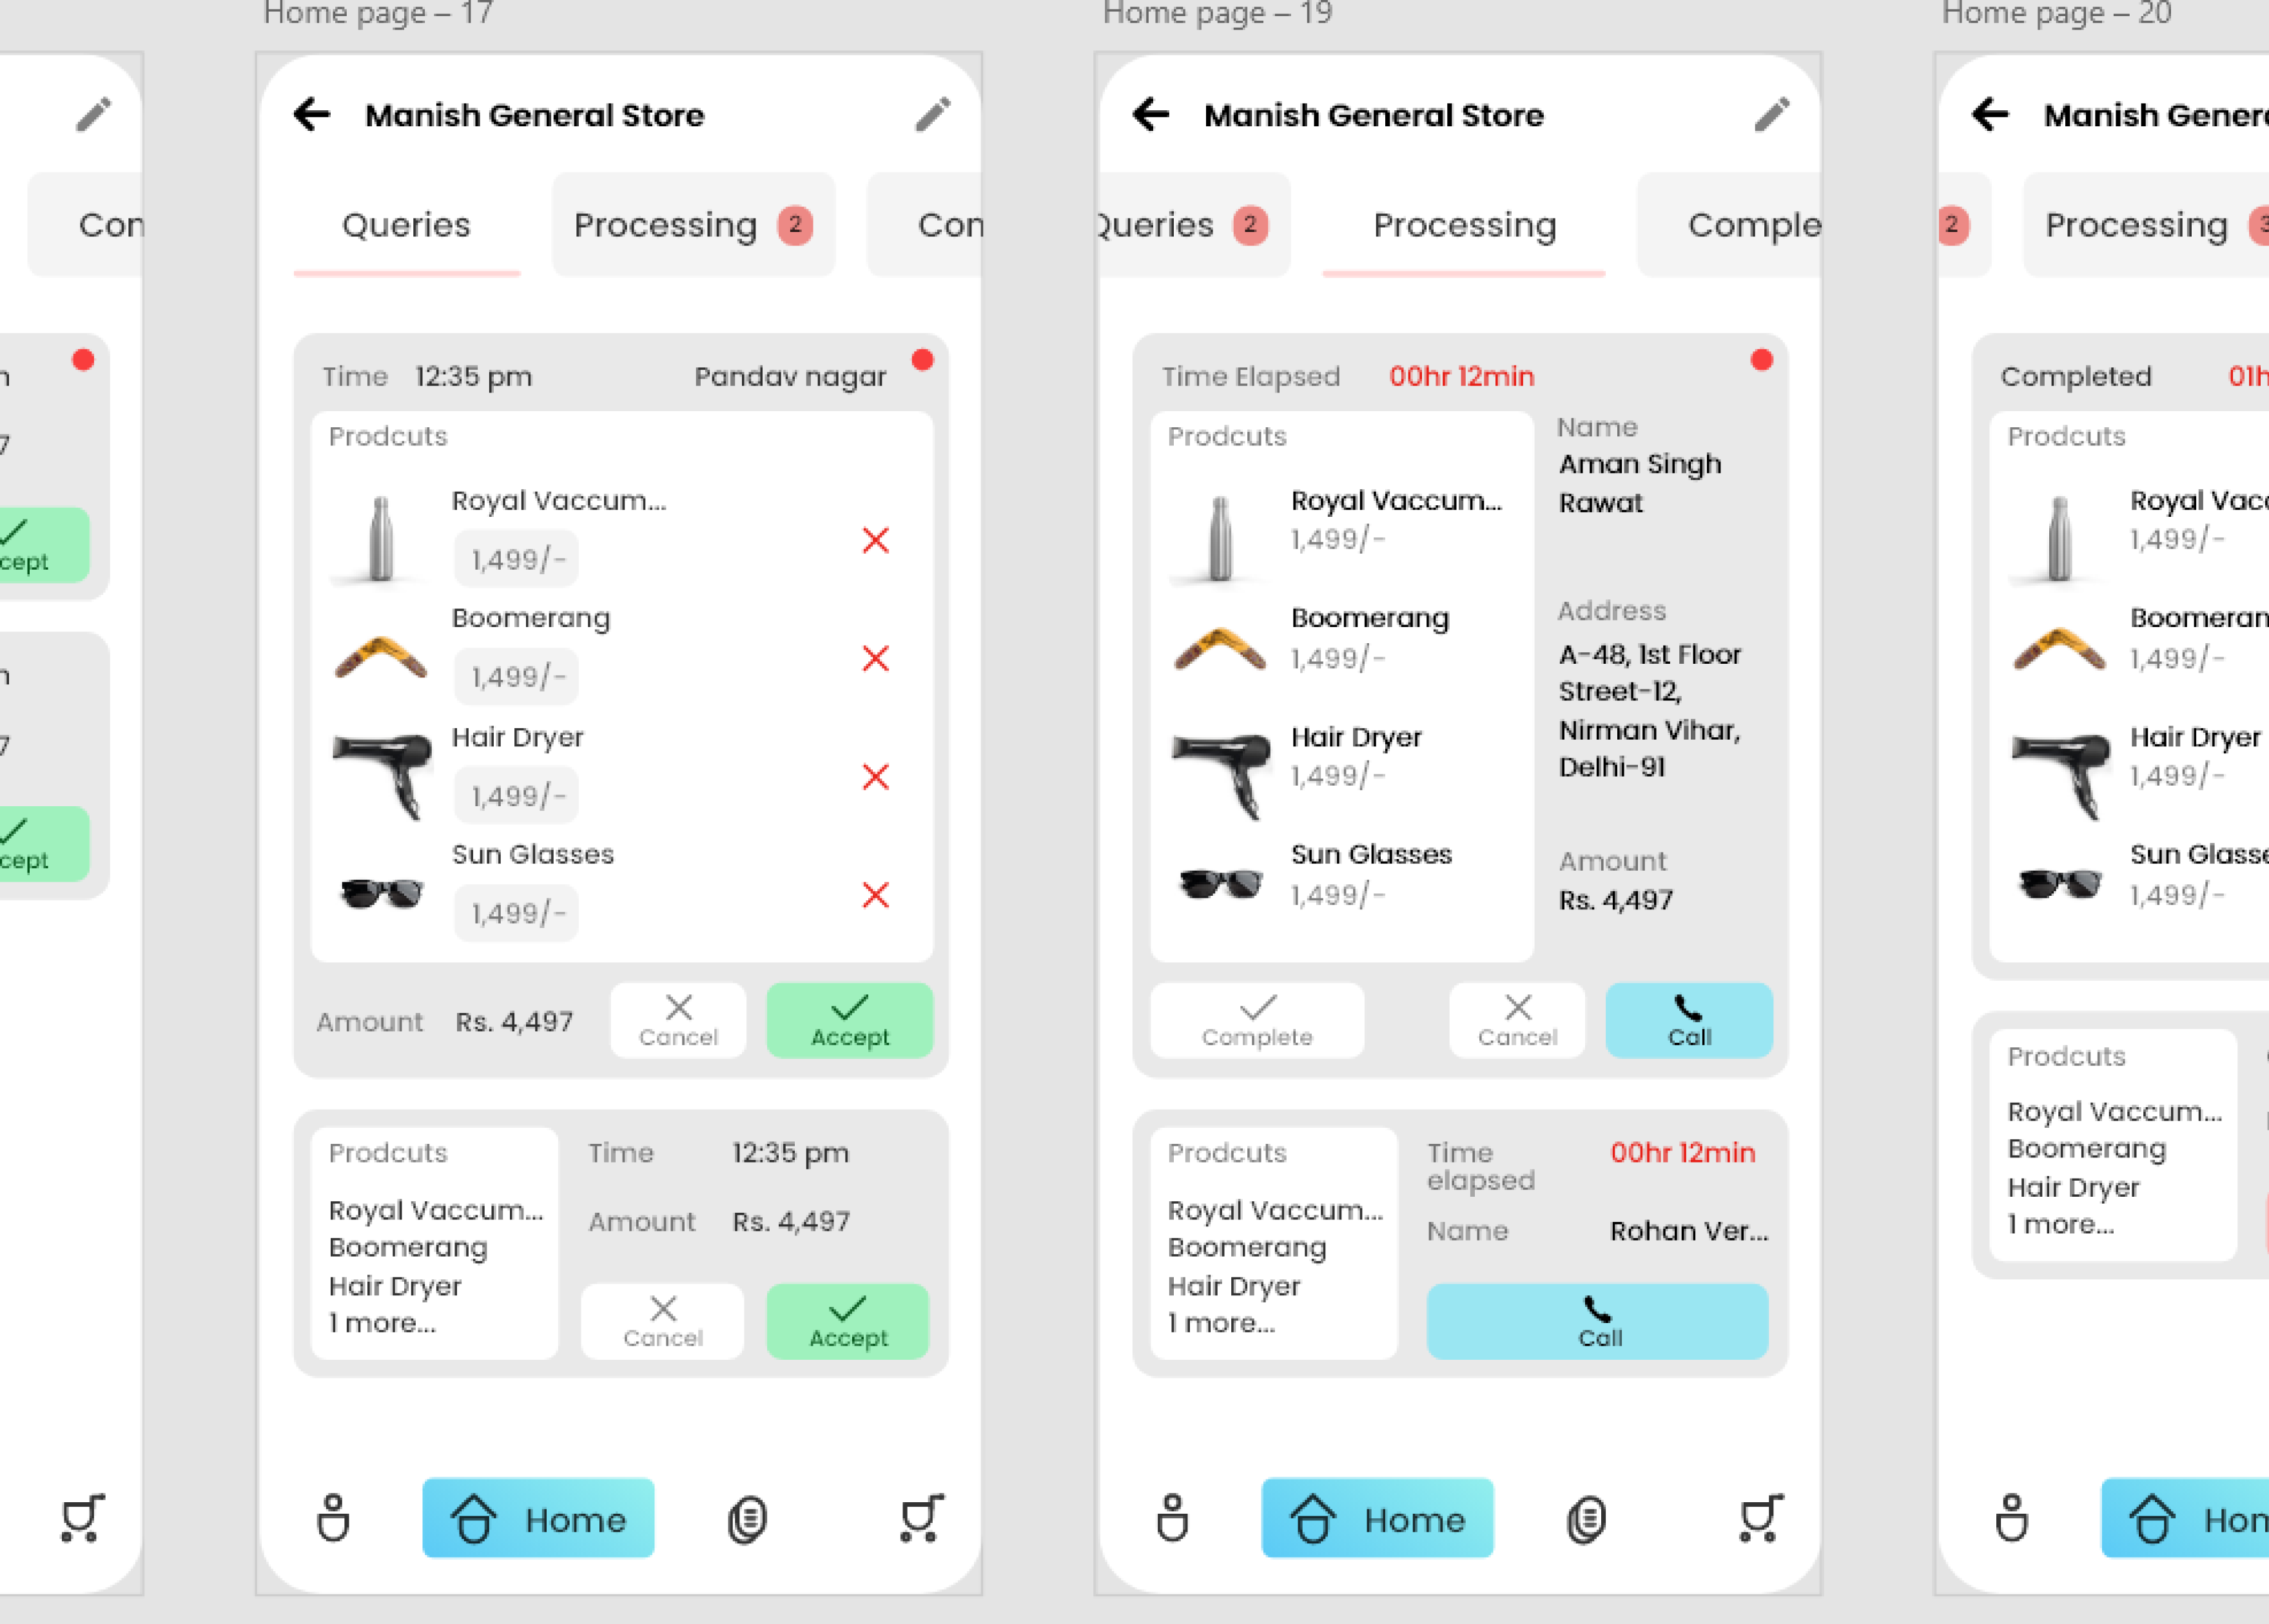 Home page – 17
Home page – 19
Home page – 20
Con
7
cept
7
cept
Manish General Store
Queries
Processing 2
Con
Time 12:35 pm Pandav nagar
Prodcuts
Royal Vaccum...
1,499/-
Boomerang
1,499/-
Hair Dryer
1,499/-
Sun Glasses
1,499/-
Amount Rs. 4,497
Cancel
Accept
Prodcuts
Royal Vaccum...
Boomerang
Hair Dryer
1 more...
Time 12:35 pm
Amount Rs. 4,497
Cancel
Accept
Home
Manish General Store
Queries 2
Processing
Comple
Time Elapsed 00hr 12min
Prodcuts
Royal Vaccum...
1,499/-
Boomerang
1,499/-
Hair Dryer
1,499/-
Sun Glasses
1,499/-
Name
Aman Singh
Rawat
Address
A-48, 1st Floor
Street-12,
Nirman Vihar,
Delhi-91
Amount
Rs. 4,497
Complete
Cancel
Call
Prodcuts
Royal Vaccum...
Boomerang
Hair Dryer
1 more...
Time
elapsed
00hr 12min
Name Rohan Ver...
Call
Home
Manish Gener
2
Processing 3
Completed 01h
Prodcuts
Royal Vac
1,499/-
Boomeran
1,499/-
Hair Dryer
1,499/-
Sun Glasse
1,499/-
Prodcuts
Royal Vaccum...
Boomerang
Hair Dryer
1 more...
Hom